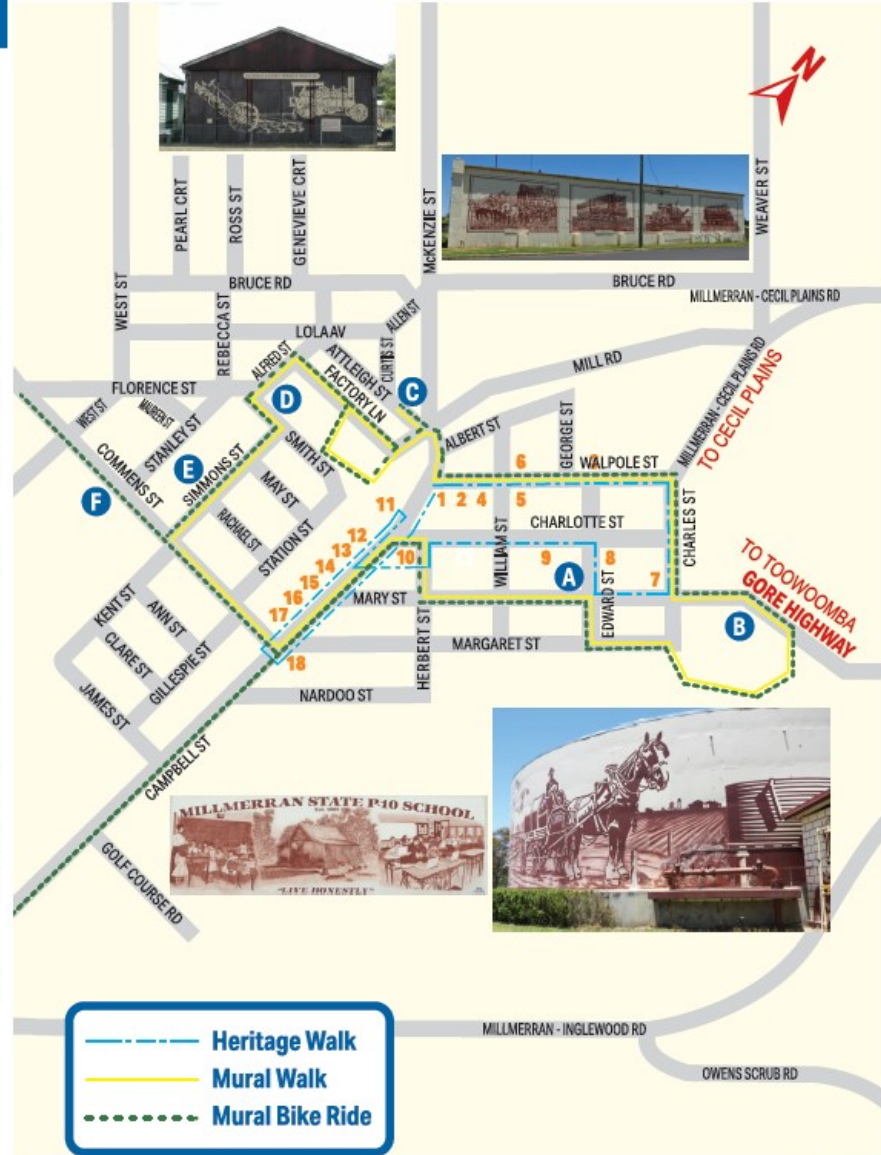 N
PEARL CRT
ROSS ST
GENEVIEVE CRT
McKENZIE ST
WEAVER ST
WEST ST
BRUCE RD
BRUCE RD
MILLMERRAN - CECIL PLAINS RD
REBECCA ST
LOLAAV
ALLEN ST
CURTIS ST
ALFRED ST
ATTLEIGH ST
FACTORY LN
C
MILL RD
MILLMERRAN - CECIL PLAINS RD
TO CECIL PLAINS
FLORENCE ST
WEST ST
MAUREEN ST
STANLEY ST
D
SMITH ST
ALBERT ST
GEORGE ST
6
WALPOLE ST
COMMENS ST
E
SIMMONS ST
MAY ST
F
RACHAEL ST
STATION ST
11
1
2
4
5
12
13
14
15
16
17
10
CHARLOTTE ST
WILLIAM ST
9
8
A
7
EDWARD ST
CHARLES ST
TO TOOWOOMBA
GORE HIGHWAY
B
KENT ST
ANN ST
CLARE ST
GILLESPIE ST
JAMES ST
MARY ST
18
HERBERT ST
MARGARET ST
NARDOO ST
CAMPBELL ST
GOLF COURSE RD
MILLMERRAN STATE P-10 SCHOOL
"LIVE HONESTLY"
MILLMERRAN - INGLEWOOD RD
OWENS SCRUB RD
Heritage Walk
Mural Walk
Mural Bike Ride